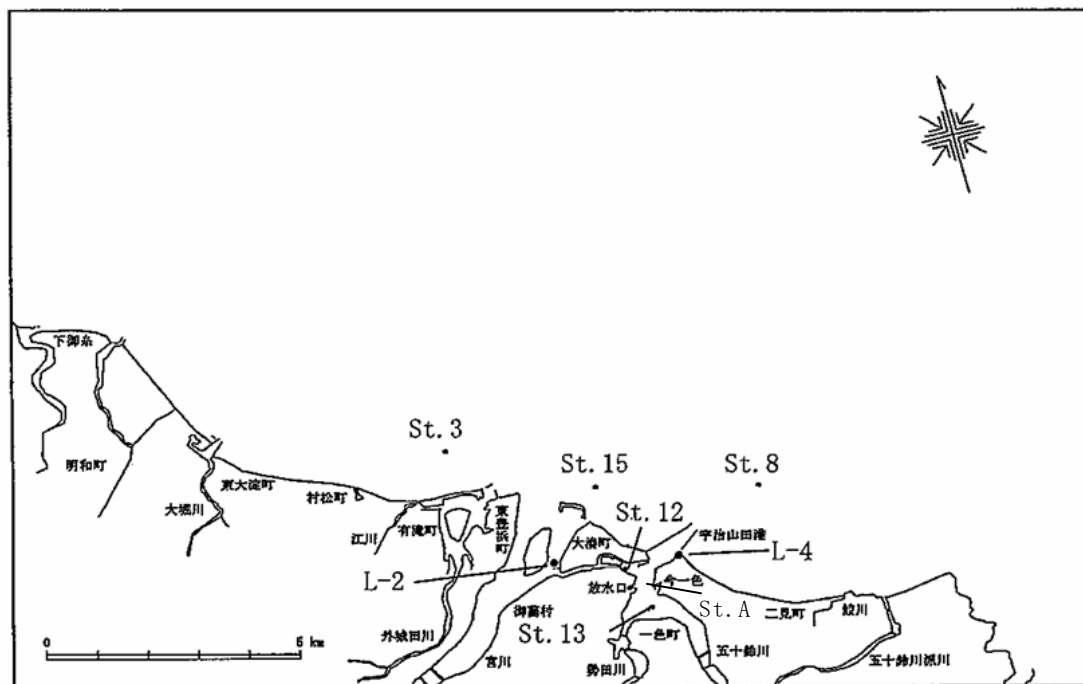 下御糸
St. 3
St. 15
St. 8
明和町
東大淀町
村松町
大堀川
江川
有滝町
東豊浜町
大湊町
St. 12
宇治山田港
L-4
L-2
放水口
今一色
St. A
二見町
鮫川
御薗村
St. 13
一色町
外城田川
宮川
勢田川
五十鈴川
五十鈴川派川
0
6 km